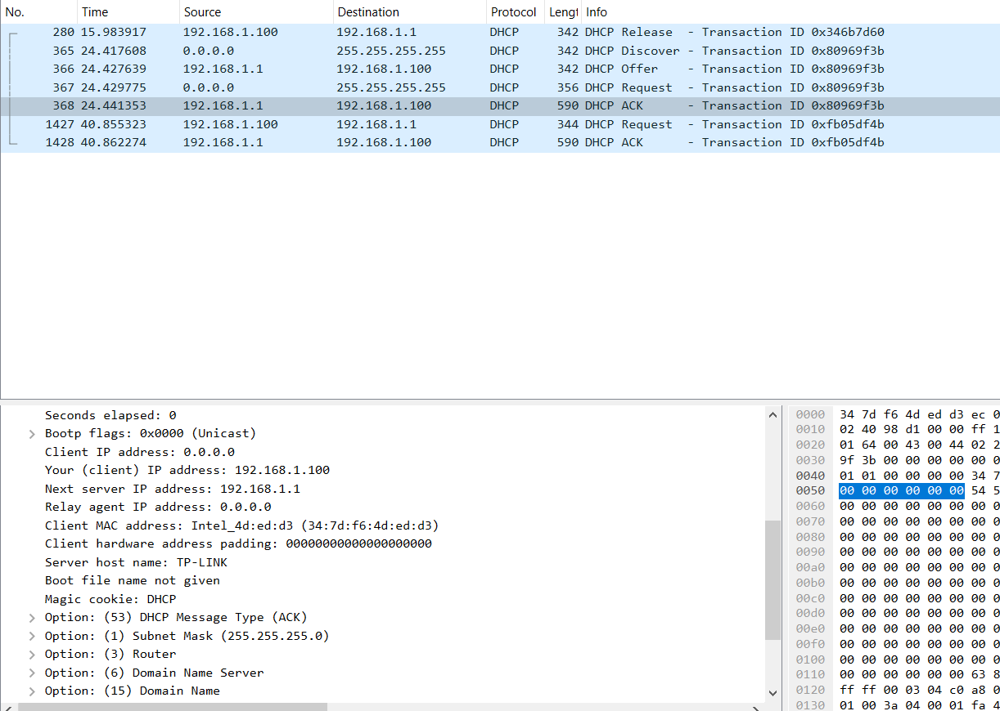 No. Time Source Destination Protocol Lengt Info
280 15.983917 192.168.1.100 192.168.1.1 DHCP 342 DHCP Release - Transaction ID 0x346b7d60
365 24.417608 0.0.0.0 255.255.255.255 DHCP 342 DHCP Discover - Transaction ID 0x80969f3b
366 24.427639 192.168.1.1 192.168.1.100 DHCP 342 DHCP Offer - Transaction ID 0x80969f3b
367 24.429775 0.0.0.0 255.255.255.255 DHCP 356 DHCP Request - Transaction ID 0x80969f3b
368 24.441353 192.168.1.1 192.168.1.100 DHCP 590 DHCP ACK - Transaction ID 0x80969f3b
1427 40.855323 192.168.1.100 192.168.1.1 DHCP 344 DHCP Request - Transaction ID 0xfb05df4b
1428 40.862274 192.168.1.1 192.168.1.100 DHCP 590 DHCP ACK - Transaction ID 0xfb05df4b
Seconds elapsed: 0
Bootp flags: 0x0000 (Unicast)
Client IP address: 0.0.0.0
Your (client) IP address: 192.168.1.100
Next server IP address: 192.168.1.1
Relay agent IP address: 0.0.0.0
Client MAC address: Intel_4d:ed:d3 (34:7d:f6:4d:ed:d3)
Client hardware address padding: 00000000000000000000
Server host name: TP-LINK
Boot file name not given
Magic cookie: DHCP
Option: (53) DHCP Message Type (ACK)
Option: (1) Subnet Mask (255.255.255.0)
Option: (3) Router
Option: (6) Domain Name Server
Option: (15) Domain Name
0000 34 7d f6 4d ed d3 ec 0
0010 02 40 98 d1 00 00 ff 1
0020 01 64 00 43 00 44 02 2
0030 9f 3b 00 00 00 00 00 0
0040 01 01 00 00 00 00 34 7
0050 00 00 00 00 00 00 54 5
0060 00 00 00 00 00 00 00 0
0070 00 00 00 00 00 00 00 0
0080 00 00 00 00 00 00 00 0
0090 00 00 00 00 00 00 00 0
00a0 00 00 00 00 00 00 00 0
00b0 00 00 00 00 00 00 00 0
00c0 00 00 00 00 00 00 00 0
00d0 00 00 00 00 00 00 00 0
00e0 00 00 00 00 00 00 00 0
00f0 00 00 00 00 00 00 00 0
0100 00 00 00 00 00 00 00 0
0110 00 00 00 00 00 00 63 8
0120 ff ff 00 03 04 c0 a8 0
0130 01 00 3a 04 00 01 fa 4